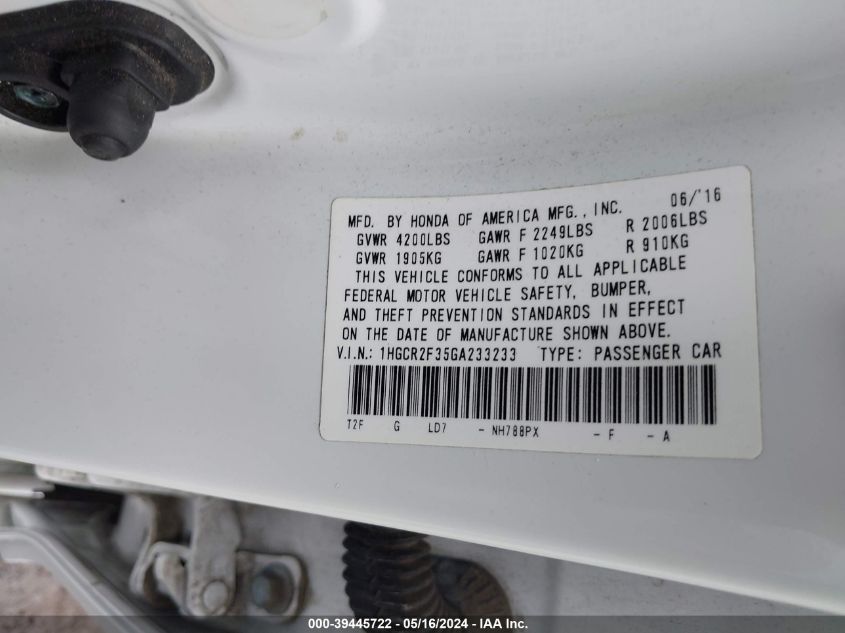 MFD. BY HONDA OF AMERICA MFG., INC. 06/'16
GVWR 4200LBS GAWR F 2249LBS R 2006LBS
GVWR 1905KG GAWR F 1020KG R 910KG
THIS VEHICLE CONFORMS TO ALL APPLICABLE
FEDERAL MOTOR VEHICLE SAFETY, BUMPER,
AND THEFT PREVENTION STANDARDS IN EFFECT
ON THE DATE OF MANUFACTURE SHOWN ABOVE.
V.I.N.: 1HGCR2F35GA233233 TYPE: PASSENGER CAR
T2F G LD7 - NH788PX - F - A
000-39445722 / 05/16/2024 - IAA Inc.